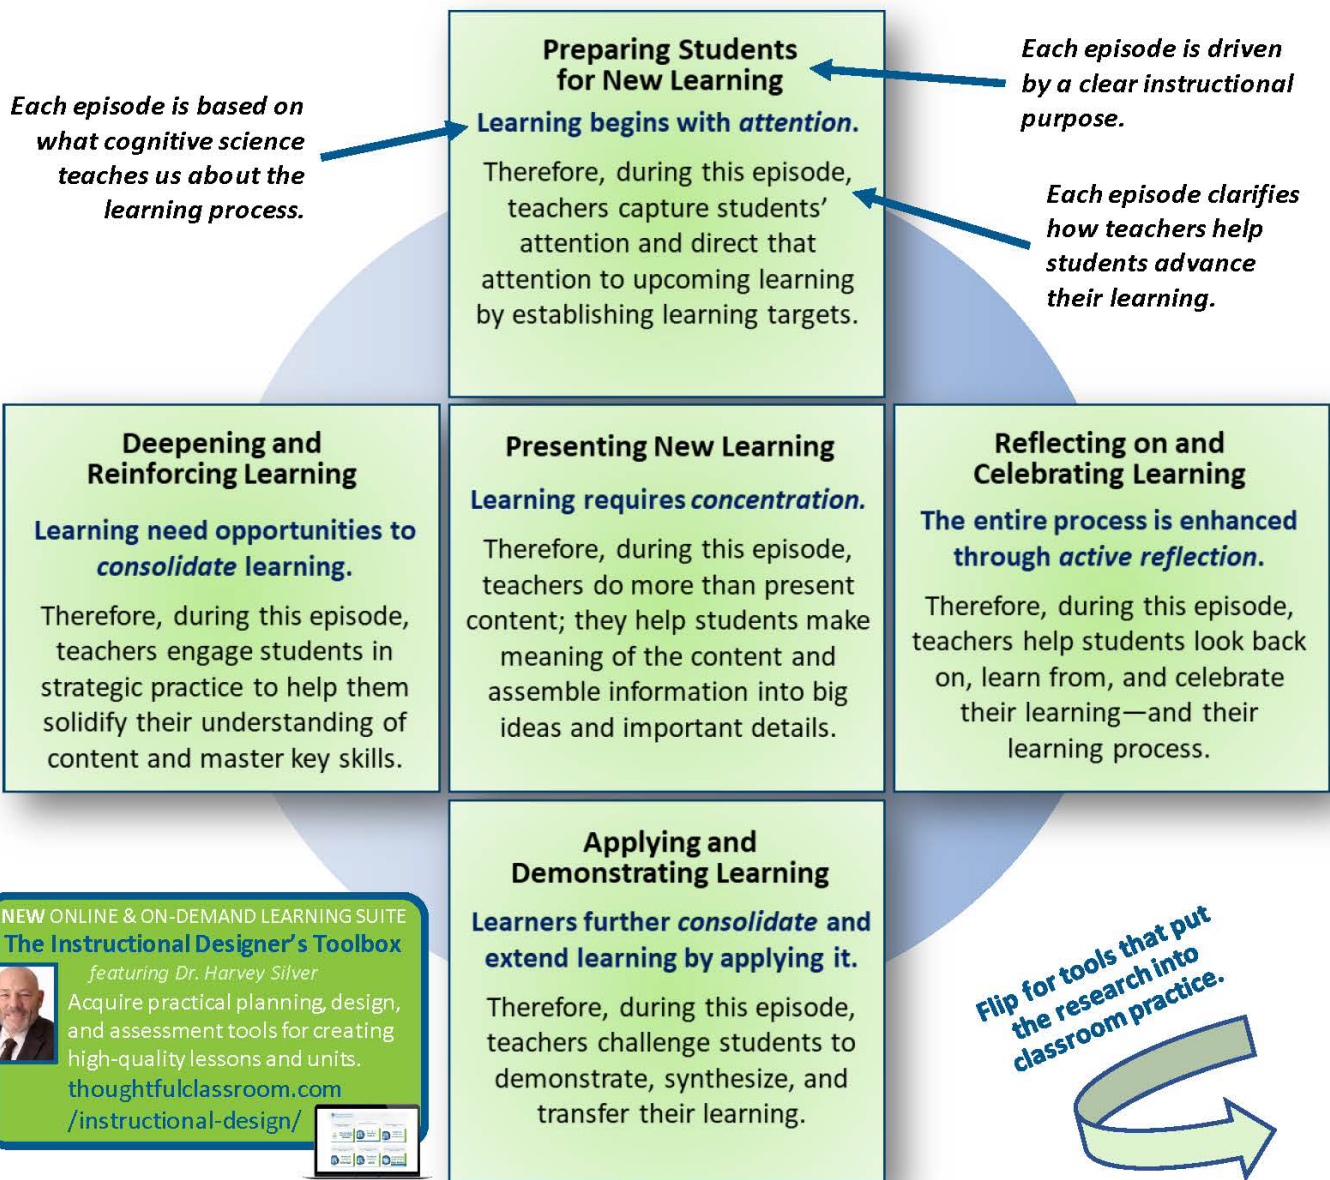 Preparing Students
for New Learning
Learning begins with attention.
Therefore, during this episode,
teachers capture students’
attention and direct that
attention to upcoming learning
by establishing learning targets.
Each episode is based on
what cognitive science
teaches us about the
learning process.
Each episode is driven
by a clear instructional
purpose.
Each episode clarifies
how teachers help
students advance
their learning.
Deepening and
Reinforcing Learning
Learning need opportunities to
consolidate learning.
Therefore, during this episode,
teachers engage students in
strategic practice to help them
solidify their understanding of
content and master key skills.
Presenting New Learning
Learning requires concentration.
Therefore, during this episode,
teachers do more than present
content; they help students make
meaning of the content and
assemble information into big
ideas and important details.
Reflecting on and
Celebrating Learning
The entire process is enhanced
through active reflection.
Therefore, during this episode,
teachers help students look back
on, learn from, and celebrate
their learning—and their
learning process.
Applying and
Demonstrating Learning
Learners further consolidate and
extend learning by applying it.
Therefore, during this episode,
teachers challenge students to
demonstrate, synthesize, and
transfer their learning.
NEW ONLINE & ON-DEMAND LEARNING SUITE
The Instructional Designer’s Toolbox
featuring Dr. Harvey Silver
Acquire practical planning, design,
and assessment tools for creating
high-quality lessons and units.
thoughtfulclassroom.com
/instructional-design/
Flip for tools that put
the research into
classroom practice.